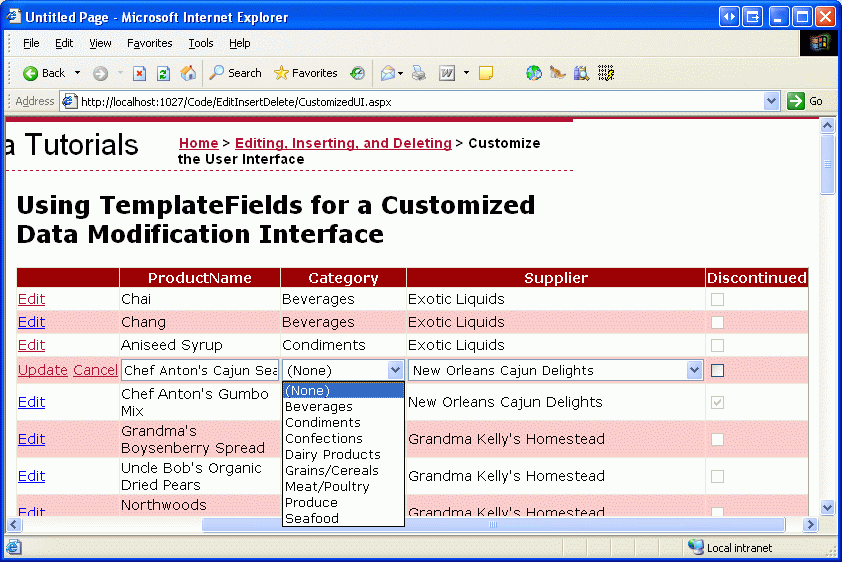 Untitled Page - Microsoft Internet Explorer
File Edit View Favorites Tools Help
Back Search Favorites
Address http://localhost:1027/Code/EditInsertDelete/CustomizedUI.aspx Go
a Tutorials
Home > Editing, Inserting, and Deleting > Customize
the User Interface
Using TemplateFields for a Customized
Data Modification Interface
ProductName Category Supplier Discontinued
Edit Chai Beverages Exotic Liquids
Edit Chang Beverages Exotic Liquids
Edit Aniseed Syrup Condiments Exotic Liquids
Update Cancel Chef Anton's Cajun Sea (None) New Orleans Cajun Delights
(None)
Beverages
Condiments
Confections
Dairy Products
Grains/Cereals
Meat/Poultry
Produce
Seafood
Edit Chef Anton's Gumbo
Mix New Orleans Cajun Delights
Edit Grandma's
Boysenberry Spread Grandma Kelly's Homestead
Edit Uncle Bob's Organic
Dried Pears Grandma Kelly's Homestead
Edit Northwoods Grandma Kelly's Homestead
Local intranet